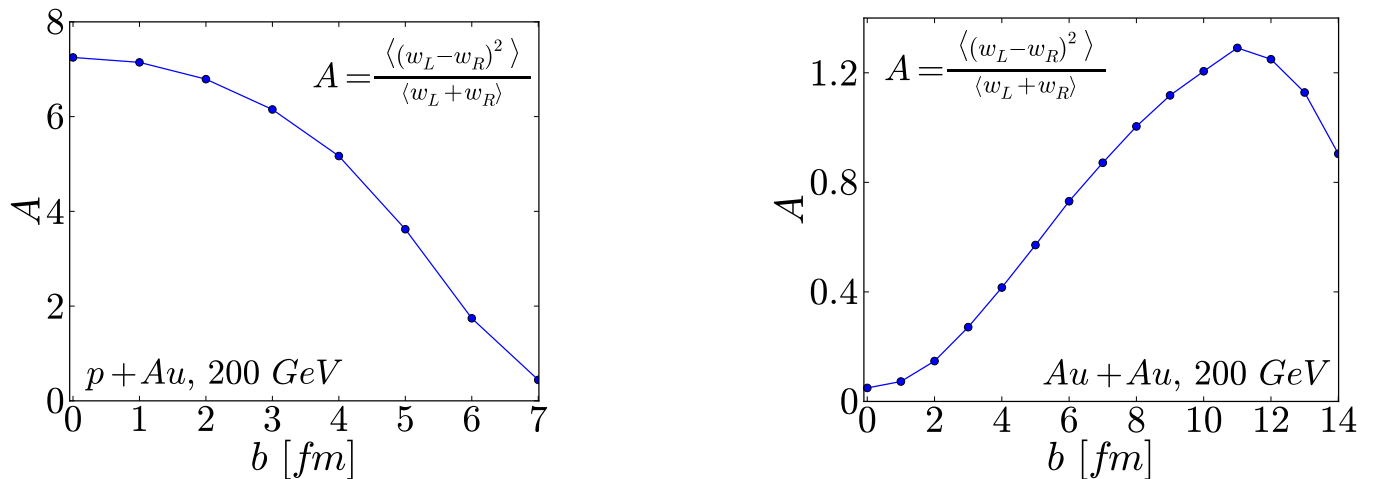 8
6
4
2
0
A
A = ⟨(w_L−w_R)^2⟩ / ⟨w_L+w_R⟩
p+Au, 200 GeV
0 1 2 3 4 5 6 7
b [fm]
1.2
0.8
0.4
0
A
A = ⟨(w_L−w_R)^2⟩ / ⟨w_L+w_R⟩
Au+Au, 200 GeV
0 2 4 6 8 10 12 14
b [fm]